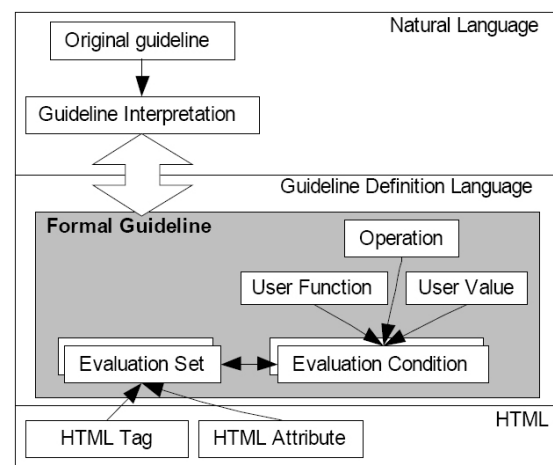 Natural Language
Original guideline
Guideline Interpretation
Guideline Definition Language
Formal Guideline
Operation
User Function
User Value
Evaluation Set
Evaluation Condition
HTML
HTML Tag
HTML Attribute